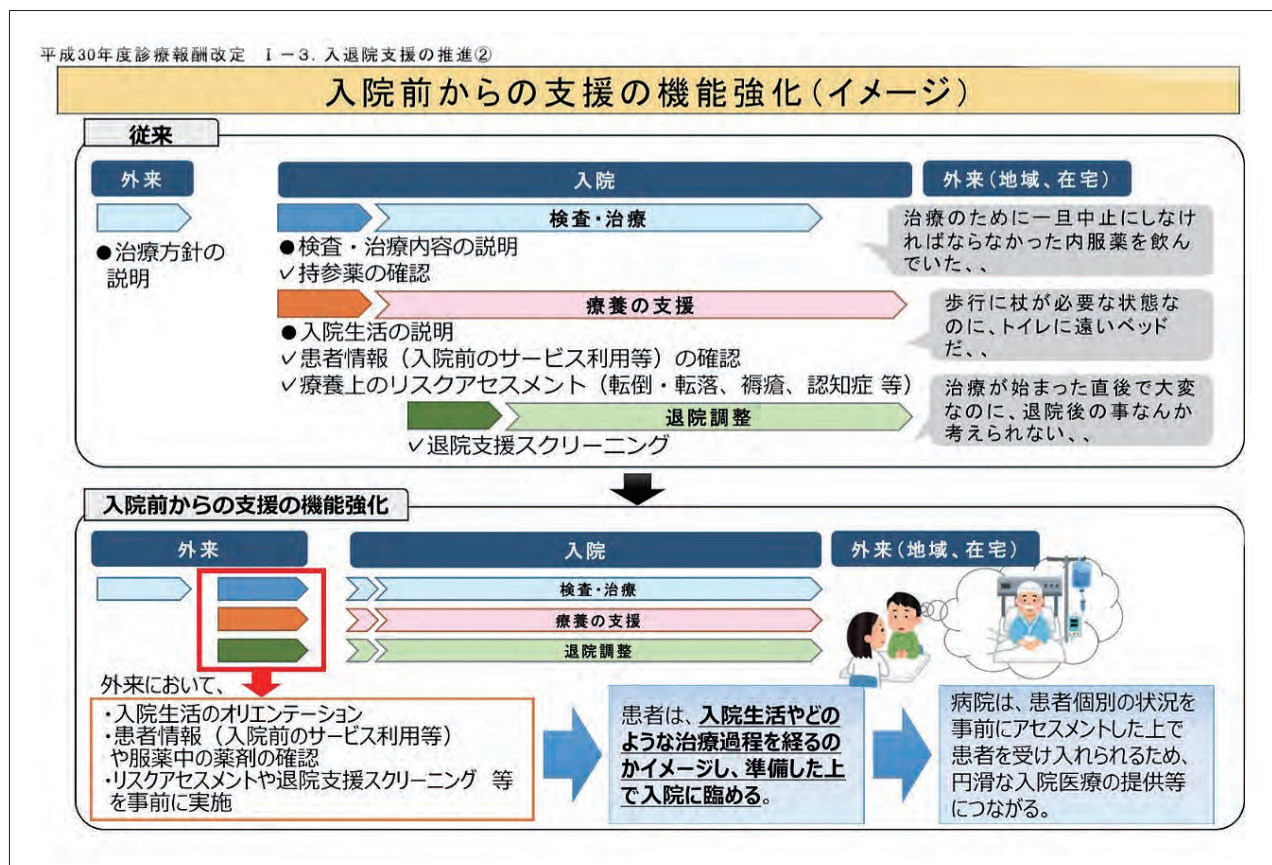 平成30年度診療報酬改定　Ⅰ－3. 入退院支援の推進②
入院前からの支援の機能強化(イメージ)
従来
外来
入院
外来(地域、在宅)
●治療方針の
説明
検査・治療
●検査・治療内容の説明
✓持参薬の確認
治療のために一旦中止にしなけ
ればならなかった内服薬を飲ん
でいた、、
療養の支援
●入院生活の説明
✓患者情報（入院前のサービス利用等）の確認
✓療養上のリスクアセスメント（転倒・転落、褥瘡、認知症 等）
歩行に杖が必要な状態な
のに、トイレに遠いベッド
だ、、
退院調整
✓退院支援スクリーニング
治療が始まった直後で大変
なのに、退院後の事なんか
考えられない、、
入院前からの支援の機能強化
外来
入院
外来(地域、在宅)
検査・治療
療養の支援
退院調整
外来において、
・入院生活のオリエンテーション
・患者情報（入院前のサービス利用等）
や服薬中の薬剤の確認
・リスクアセスメントや退院支援スクリーニング 等
を事前に実施
患者は、入院生活やどの
ような治療過程を経るの
かイメージし、準備した上
で入院に臨める。
病院は、患者個別の状況を
事前にアセスメントした上で
患者を受け入れられるため、
円滑な入院医療の提供等
につながる。